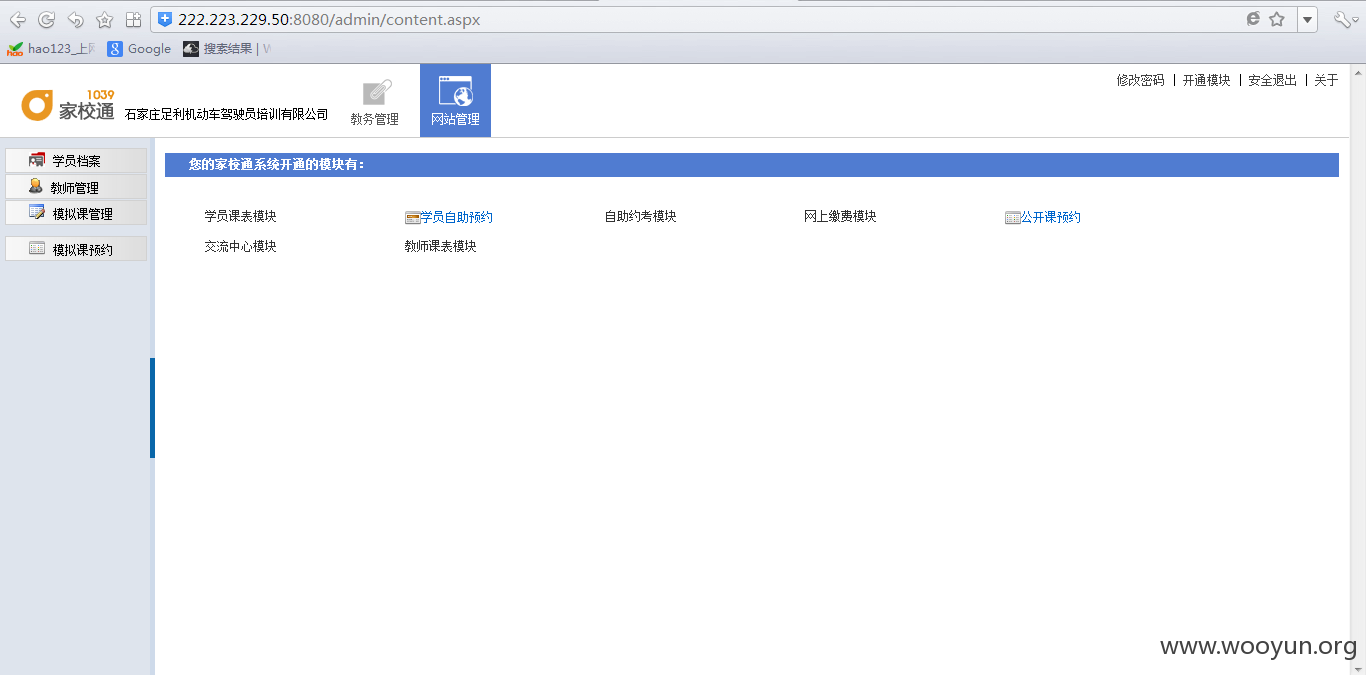 222.223.229.50:8080/admin/content.aspx
hao123_上 Google 搜索结果 |
1039
家校通 石家庄足利机动车驾驶员培训有限公司
教务管理 网站管理
修改密码 | 开通模块 | 安全退出 | 关于
学员档案
教师管理
模拟课管理
模拟课预约
您的家校通系统开通的模块有:
学员课表模块 学员自助预约 自助约考模块 网上缴费模块 公开课预约
交流中心模块 教师课表模块
www.wooyun.org